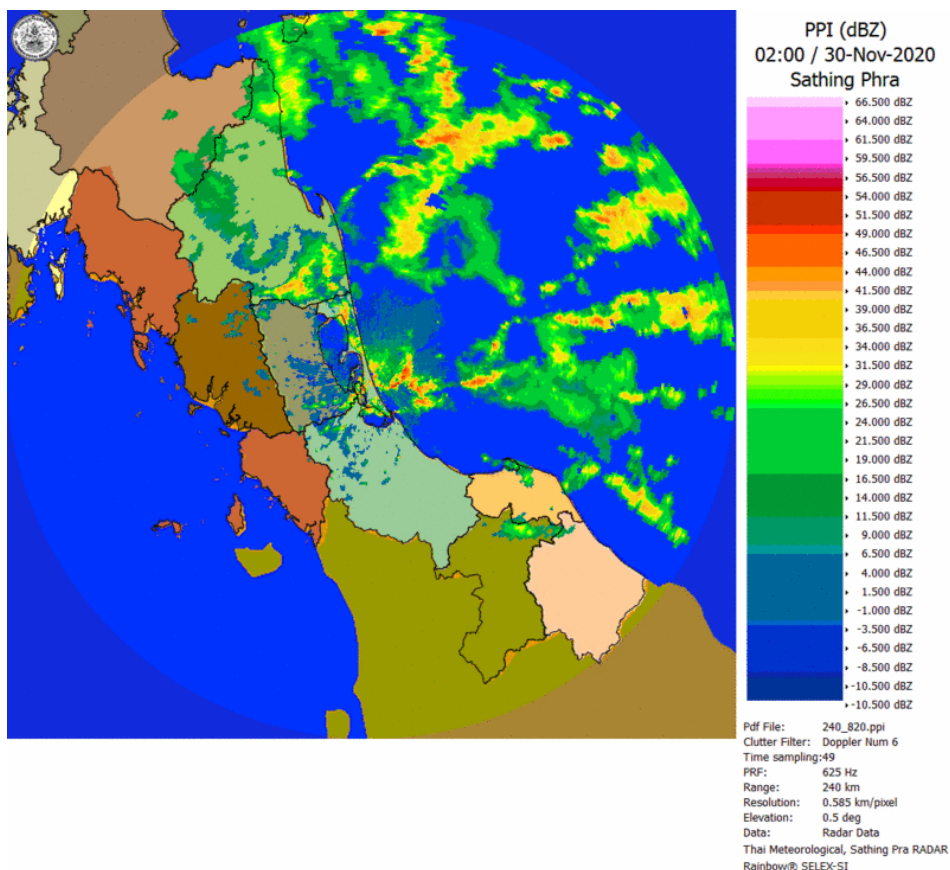 PPI (dBZ)
02:00 / 30-Nov-2020
Sathing Phra
66.500 dBZ
64.000 dBZ
61.500 dBZ
59.500 dBZ
56.500 dBZ
54.000 dBZ
51.500 dBZ
49.000 dBZ
46.500 dBZ
44.000 dBZ
41.500 dBZ
39.000 dBZ
36.500 dBZ
34.000 dBZ
31.500 dBZ
29.000 dBZ
26.500 dBZ
24.000 dBZ
21.500 dBZ
19.000 dBZ
16.500 dBZ
14.000 dBZ
11.500 dBZ
9.000 dBZ
6.500 dBZ
4.000 dBZ
1.500 dBZ
-1.000 dBZ
-3.500 dBZ
-6.500 dBZ
-8.500 dBZ
-10.500 dBZ
-10.500 dBZ
Pdf File: 240_820.ppi
Clutter Filter: Doppler Num 6
Time sampling:49
PRF: 625 Hz
Range: 240 km
Resolution: 0.585 km/pixel
Elevation: 0.5 deg
Data: Radar Data
Thai Meteorological, Sathing Pra RADAR
Rainbow® SELEX-SI